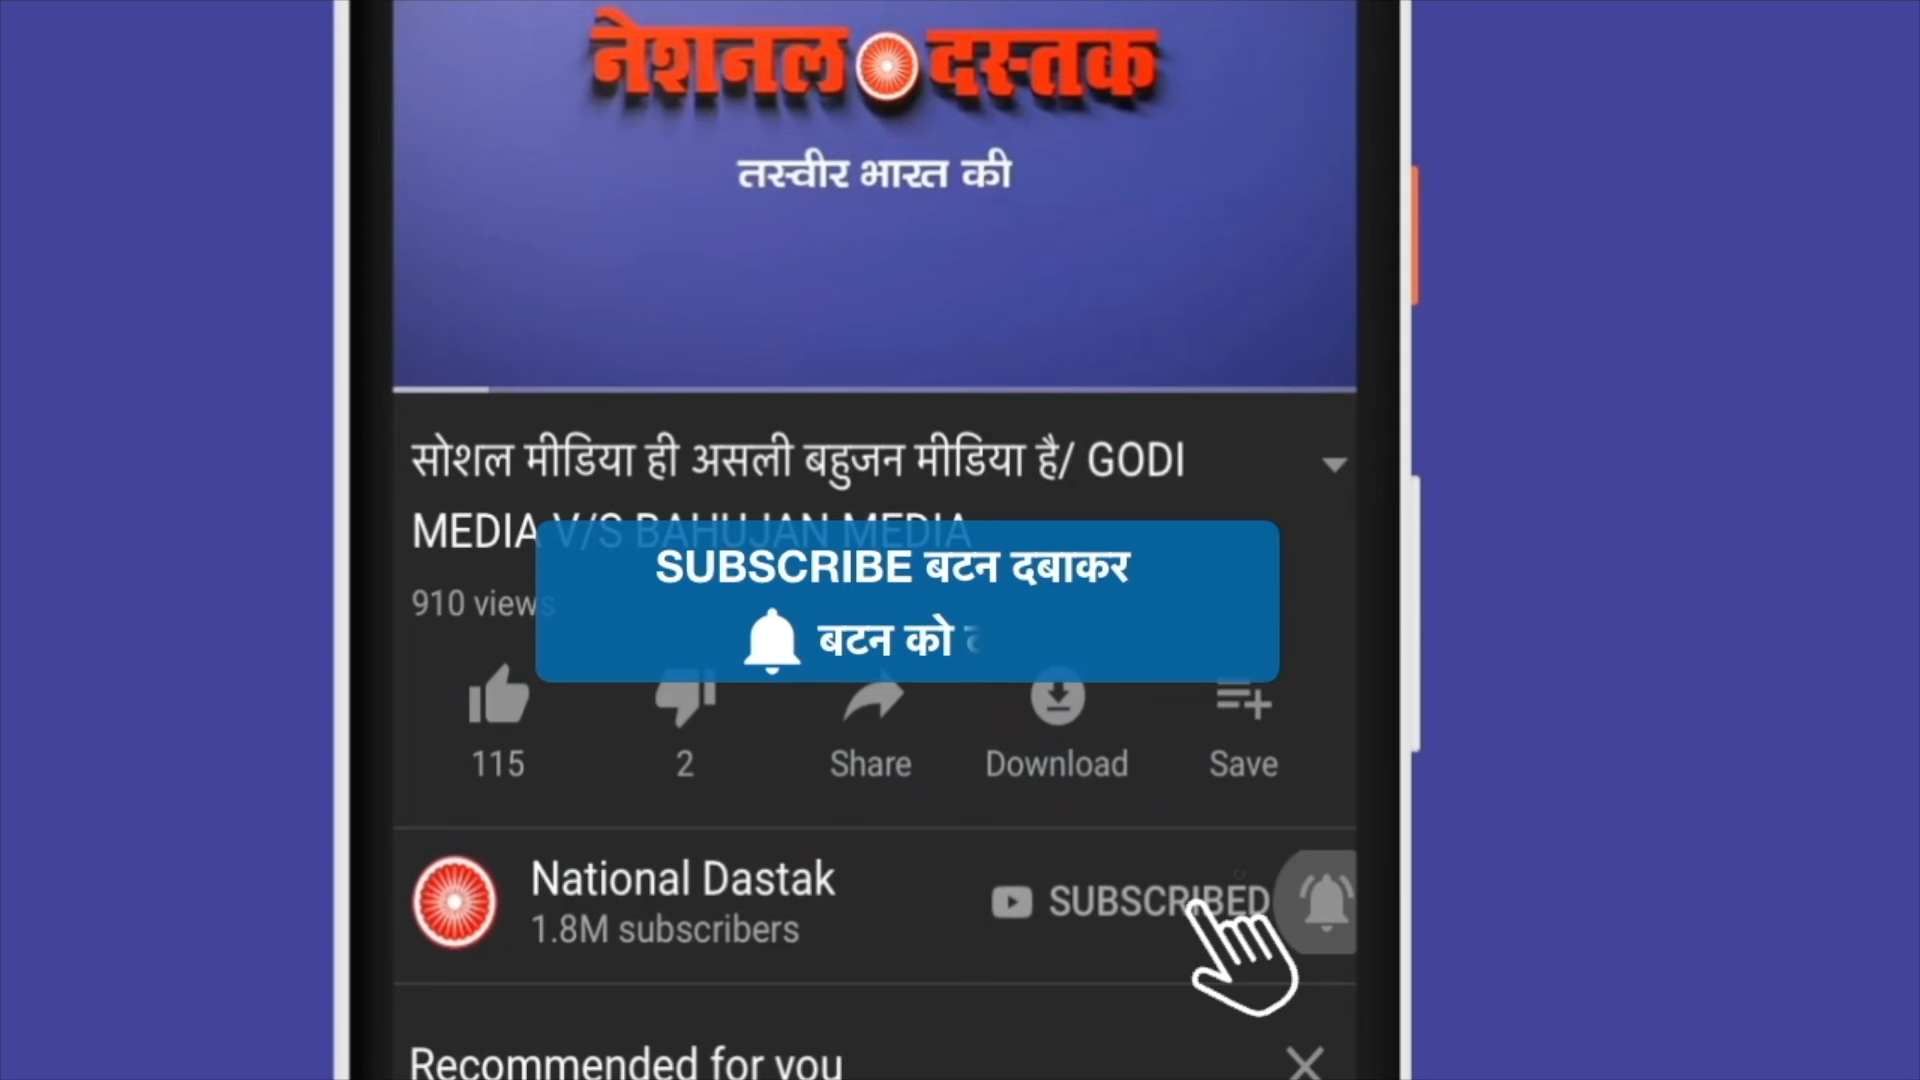 नेशनल दस्तक
तस्वीर भारत की
सोशल मीडिया ही असली बहुजन मीडिया है/ GODI
MEDIA V/S BAHUJAN MEDIA
910 views
SUBSCRIBE बटन दबाकर
बटन को
115
2
Share
Download
Save
National Dastak
1.8M subscribers
SUBSCRIBED
Recommended for you